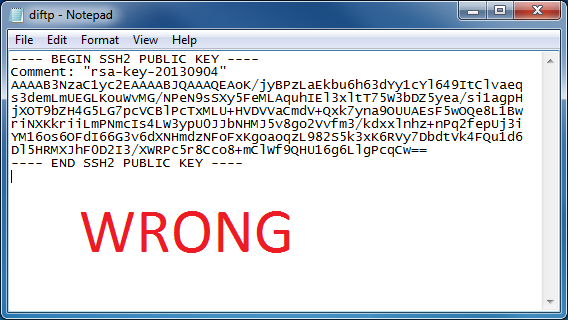 diftp - Notepad
File Edit Format View Help
---- BEGIN SSH2 PUBLIC KEY ----
Comment: "rsa-key-20130904"
AAAAB3NzaC1yc2EAAAABJQAAAQEAoK/jyBPzLaEkbu6h63dYy1cYl649ItClvaeq
s3demLmUEGLKouWvMG/NPeN9sSXy5FeMLAquhIEl3xltT75W3bDZ5yea/si1agpH
jXOT9bZH4G5LG7pcVCBlPcTxMLU+HVDVVaCmdV+Qxk7yna9OUUAEsF5wOQe8L1Bw
riNXKkriiLmPNmcIs4LW3ypU0JJbNHMJ5v8go2Vvfm3/kdxxlnhz+nPq2fepUj3i
YM16os6OFdI66G3v6dXNHmdzNFoFxKgoaoqzL982S5k3xK6RVy7DbdtVk4FQu1d6
Dl5HRMXJhF0D2I3/XWRPc5r8Cco8+mClWf9QHU16g6LlgPcqCw==
---- END SSH2 PUBLIC KEY ----
WRONG